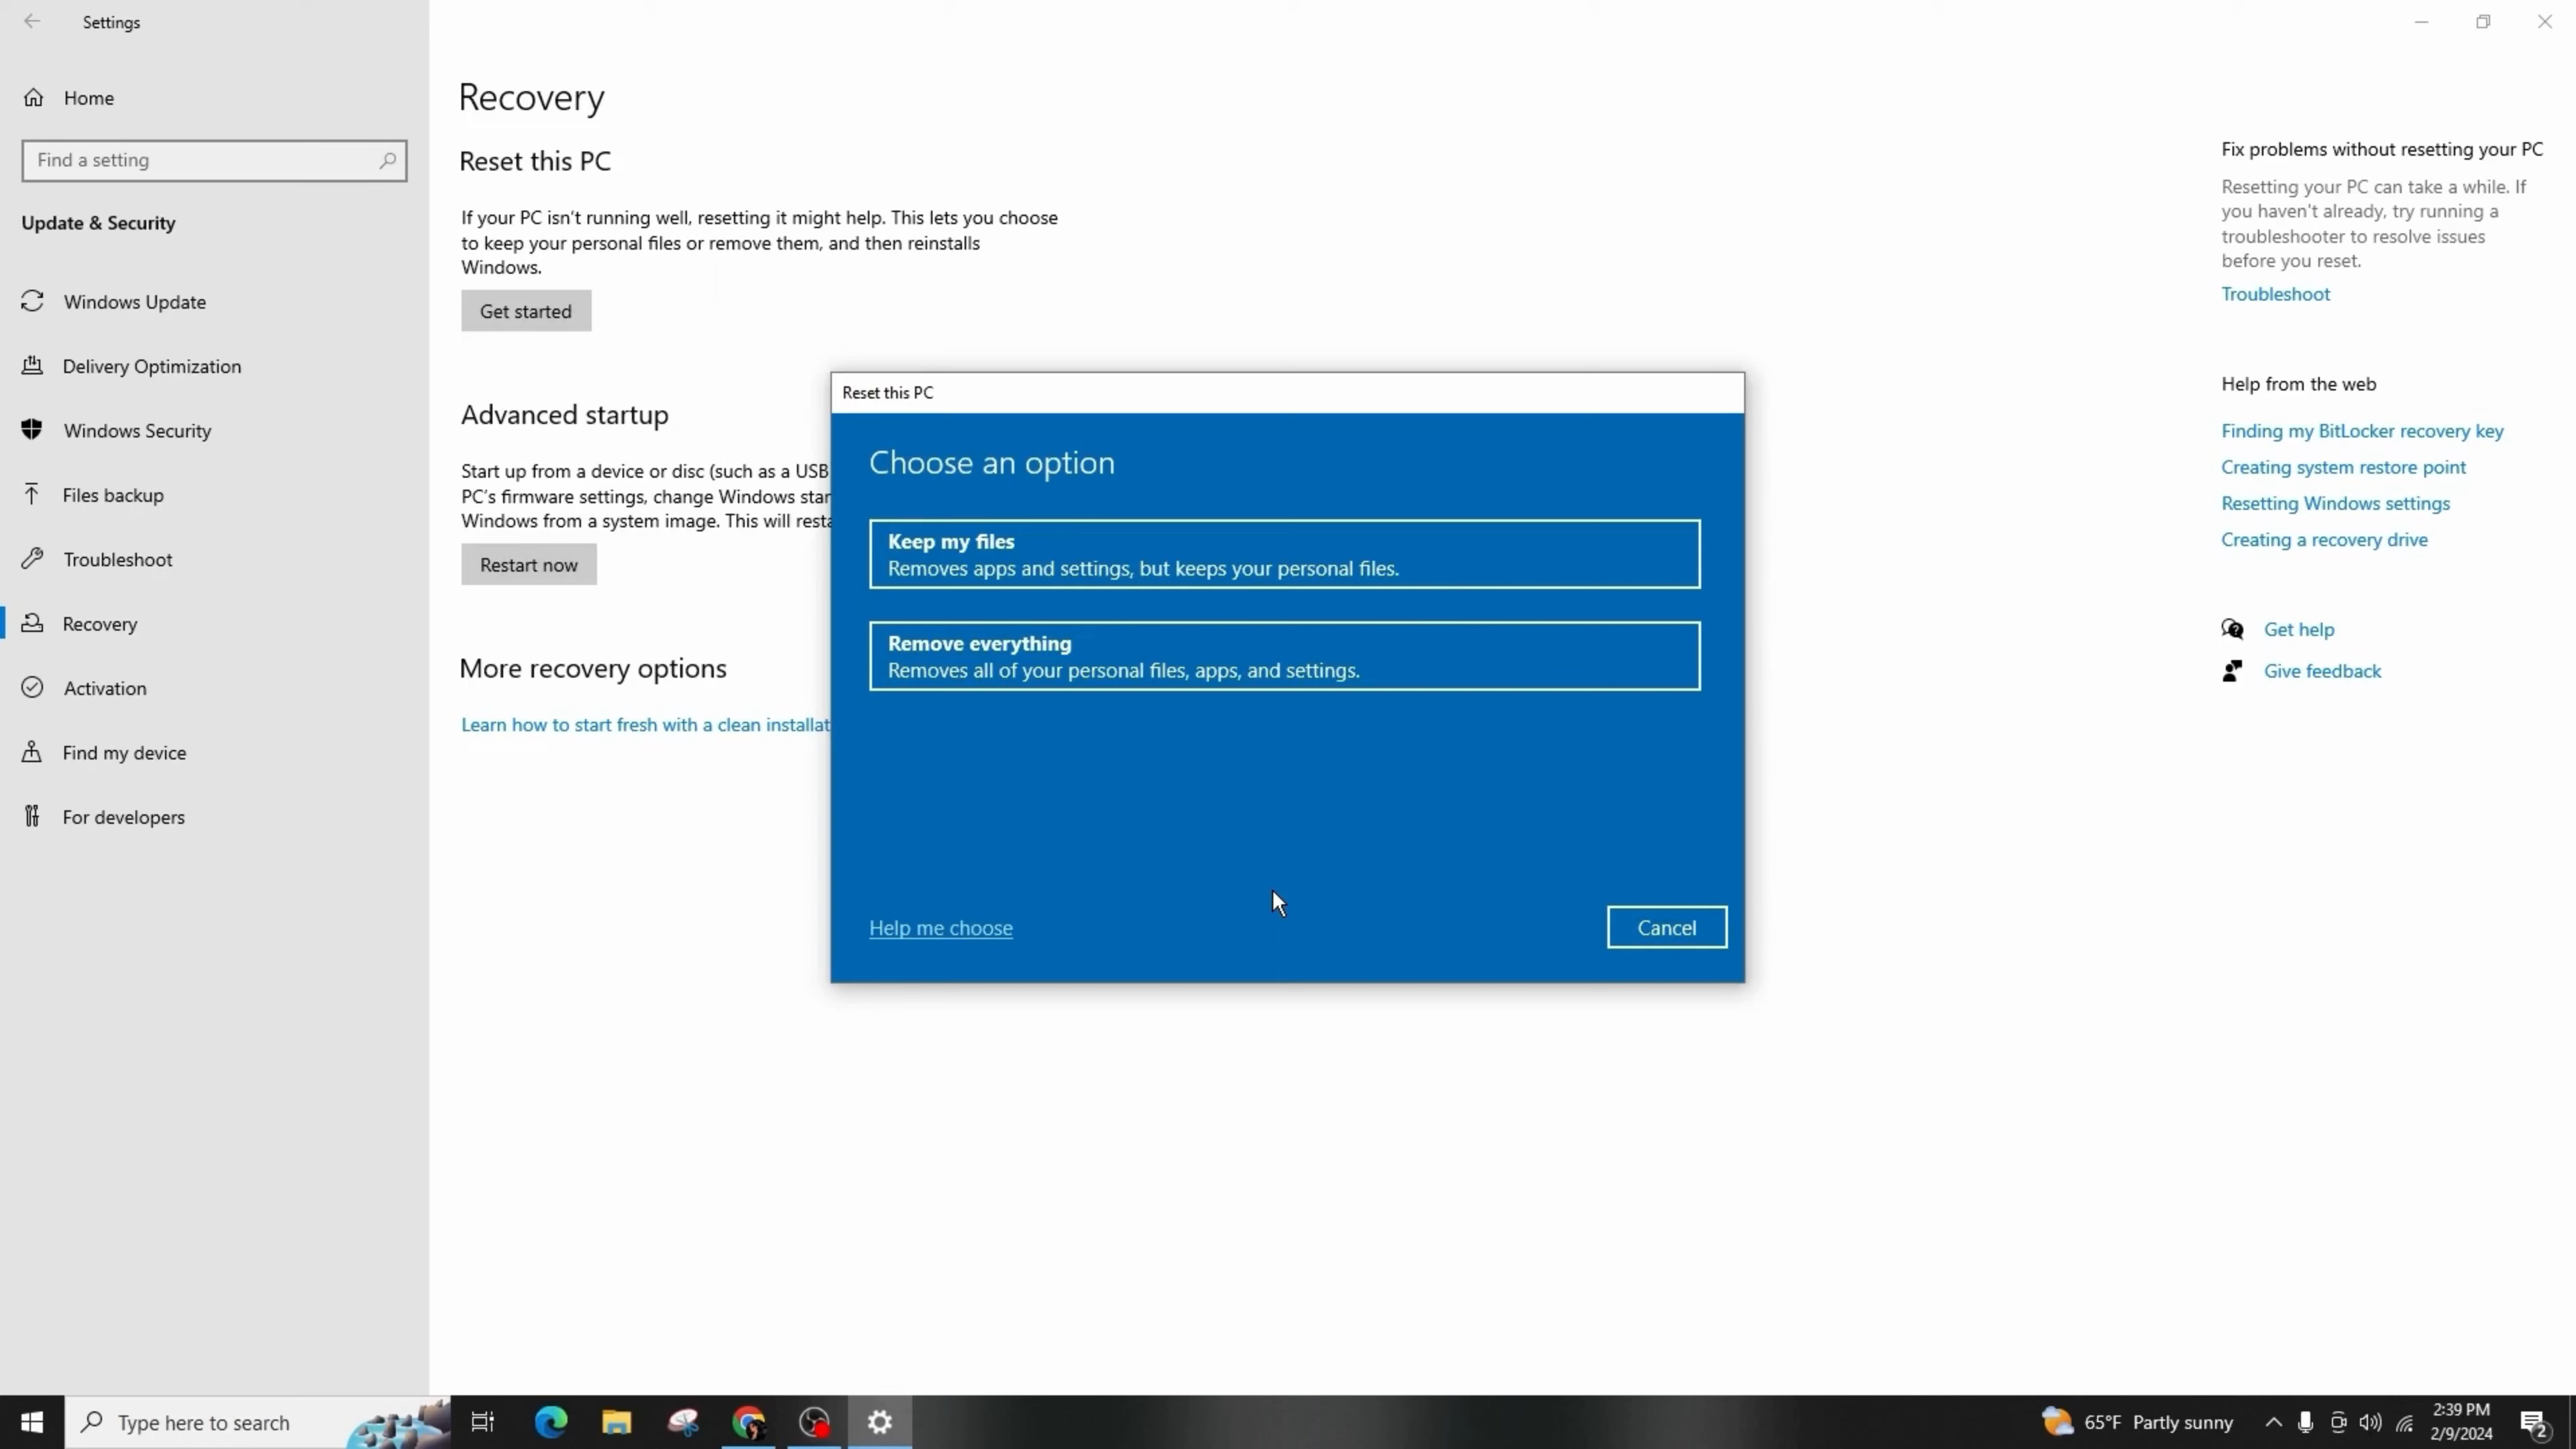 Settings
Home
Find a setting
Update & Security
Windows Update
Delivery Optimization
Windows Security
Files backup
Troubleshoot
Recovery
Activation
Find my device
For developers
Recovery
Reset this PC
If your PC isn't running well, resetting it might help. This lets you choose
to keep your personal files or remove them, and then reinstalls
Windows.
Get started
Advanced startup
Start up from a device or disc (such as a USB
PC's firmware settings, change Windows star
Windows from a system image. This will resta
Restart now
More recovery options
Learn how to start fresh with a clean installat
Reset this PC
Choose an option
Keep my files
Removes apps and settings, but keeps your personal files.
Remove everything
Removes all of your personal files, apps, and settings.
Help me choose
Cancel
Fix problems without resetting your PC
Resetting your PC can take a while. If
you haven't already, try running a
troubleshooter to resolve issues
before you reset.
Troubleshoot
Help from the web
Finding my BitLocker recovery key
Creating system restore point
Resetting Windows settings
Creating a recovery drive
Get help
Give feedback
Type here to search
65°F Partly sunny
2:39 PM
2/9/2024
2